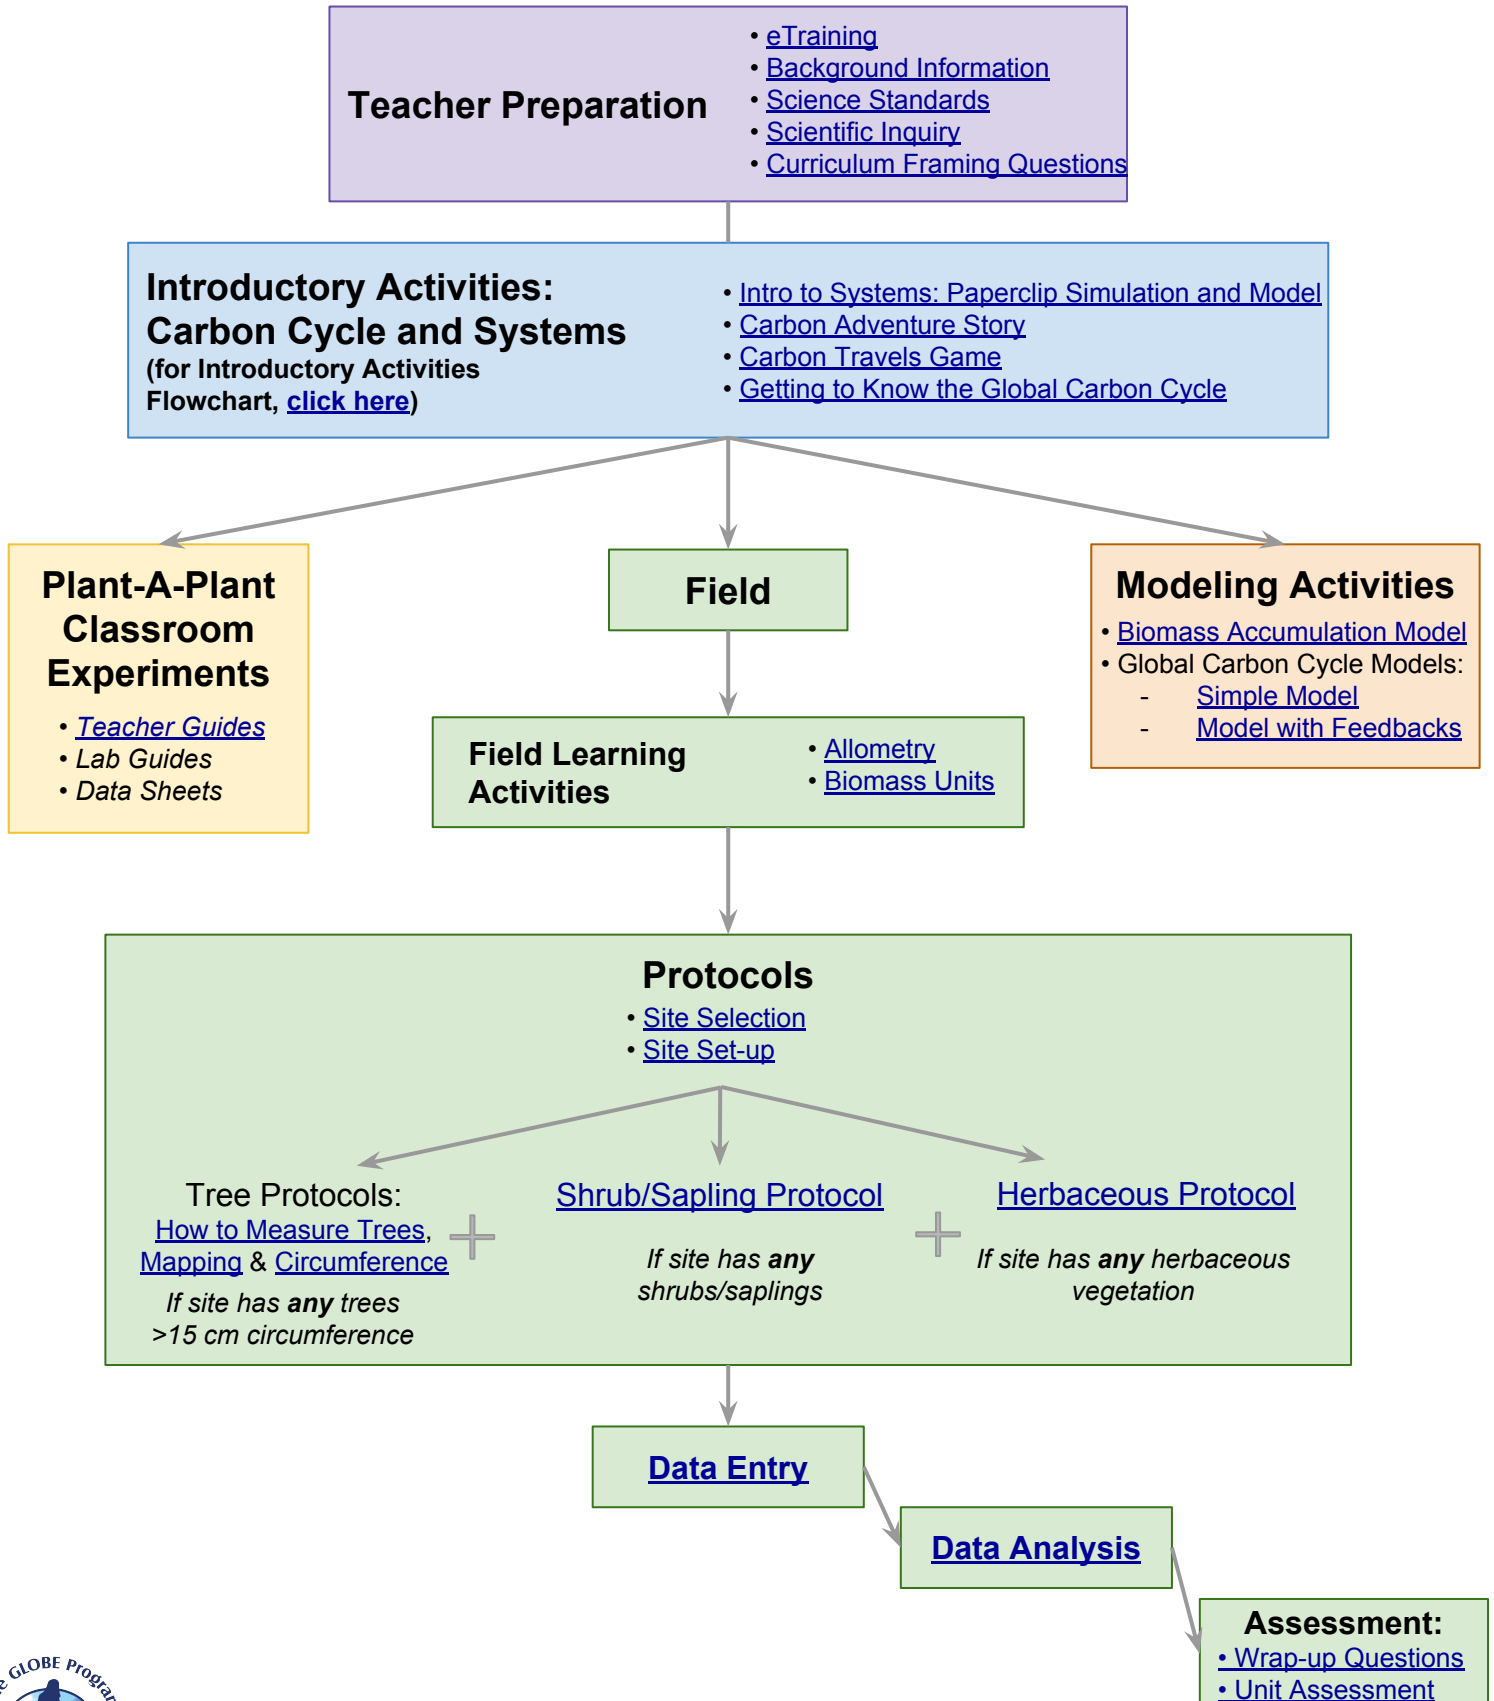 Teacher Preparation
• eTraining
• Background Information
• Science Standards
• Scientific Inquiry
• Curriculum Framing Questions
Introductory Activities:
Carbon Cycle and Systems
(for Introductory Activities
Flowchart, click here)
• Intro to Systems: Paperclip Simulation and Model
• Carbon Adventure Story
• Carbon Travels Game
• Getting to Know the Global Carbon Cycle
Plant-A-Plant
Classroom
Experiments
• Teacher Guides
• Lab Guides
• Data Sheets
Field
Modeling Activities
• Biomass Accumulation Model
• Global Carbon Cycle Models:
- Simple Model
- Model with Feedbacks
Field Learning
Activities
• Allometry
• Biomass Units
Protocols
• Site Selection
• Site Set-up
Tree Protocols:
How to Measure Trees,
Mapping & Circumference
If site has any trees
>15 cm circumference
+
Shrub/Sapling Protocol
If site has any
shrubs/saplings
+
Herbaceous Protocol
If site has any herbaceous
vegetation
Data Entry
Data Analysis
Assessment:
• Wrap-up Questions
• Unit Assessment
GLOBE